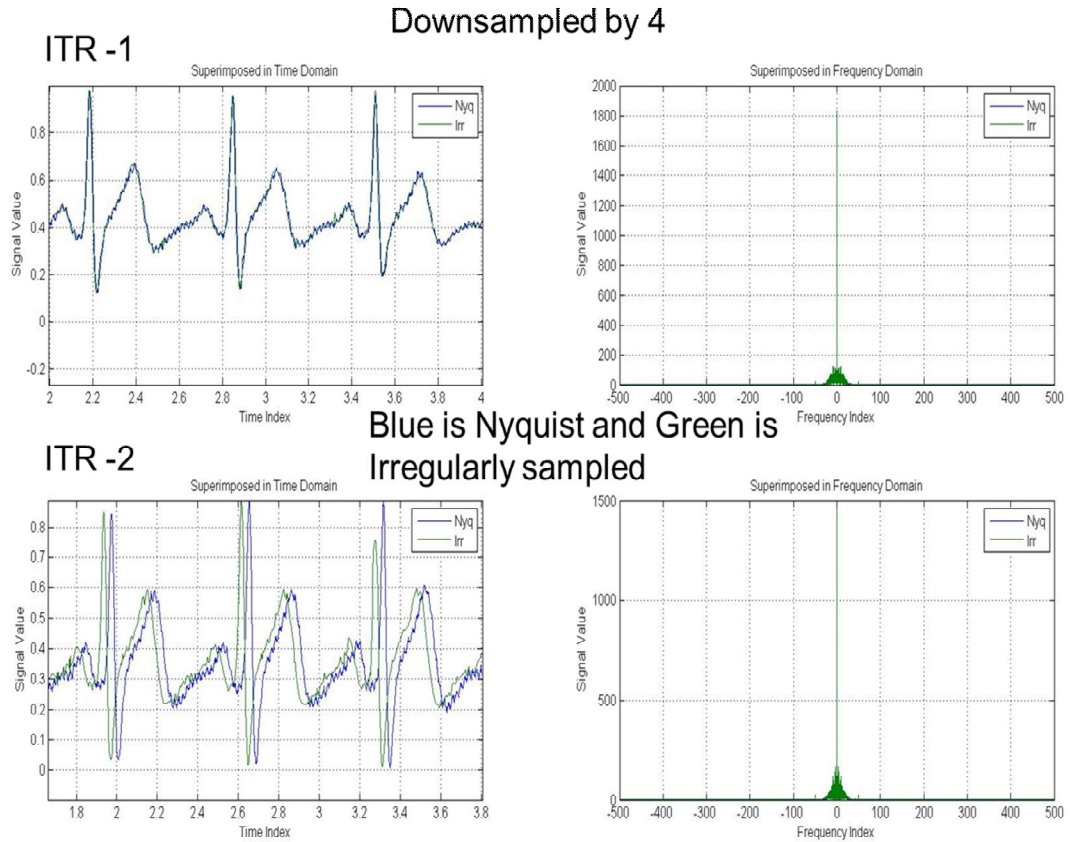 Downsampled by 4
ITR -1
Superimposed in Time Domain
Nyq
Irr
0.8
0.6
0.4
0.2
0
-0.2
Signal Value
2 2.2 2.4 2.6 2.8 3 3.2 3.4 3.6 3.8 4
Time Index
Superimposed in Frequency Domain
Nyq
Irr
2000
1800
1600
1400
1200
1000
800
600
400
200
0
Signal Value
-500 -400 -300 -200 -100 0 100 200 300 400 500
Frequency Index
Blue is Nyquist and Green is
Irregularly sampled
ITR -2
Superimposed in Time Domain
Nyq
Irr
0.8
0.7
0.6
0.5
0.4
0.3
0.2
0.1
0
Signal Value
1.8 2 2.2 2.4 2.6 2.8 3 3.2 3.4 3.6 3.8
Time Index
Superimposed in Frequency Domain
Nyq
Irr
1500
1000
500
0
Signal Value
-500 -400 -300 -200 -100 0 100 200 300 400 500
Frequency Index